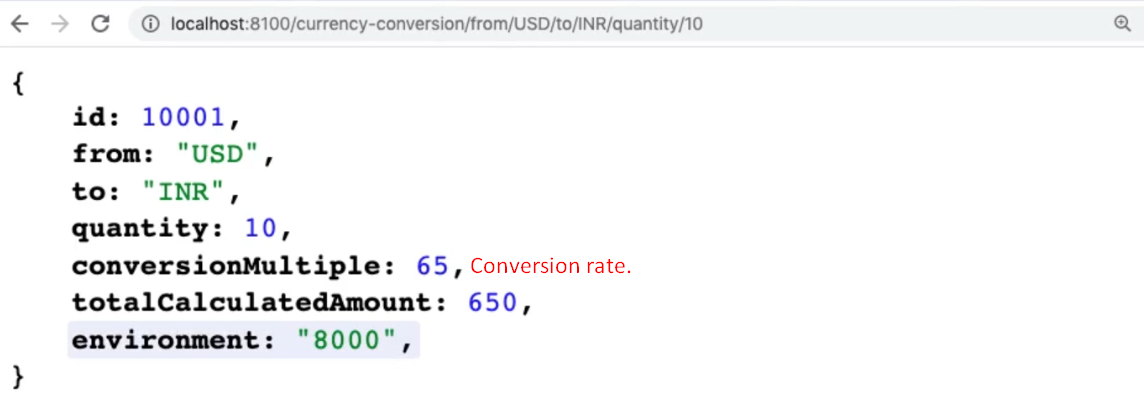 localhost:8100/currency-conversion/from/USD/to/INR/quantity/10
{
id: 10001,
from: "USD",
to: "INR",
quantity: 10,
conversionMultiple: 65, Conversion rate.
totalCalculatedAmount: 650,
environment: "8000",
}